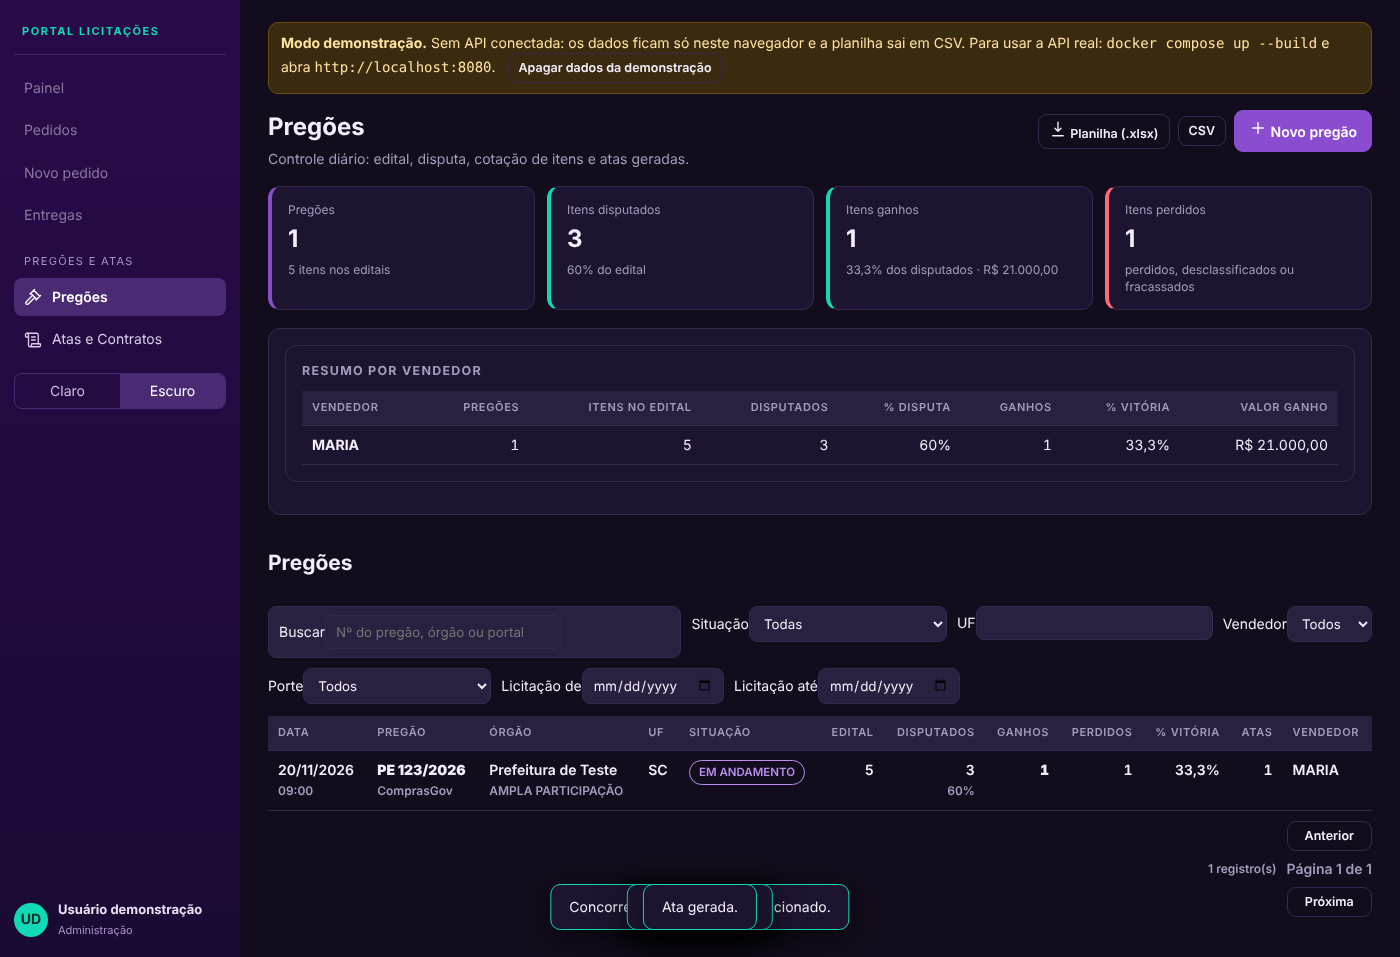 PORTAL LICITAÇÕES
Painel
Pedidos
Novo pedido
Entregas
PREGÕES E ATAS
Pregões
Atas e Contratos
Claro
Escuro
UD
Usuário demonstração
Administração
Modo demonstração. Sem API conectada: os dados ficam só neste navegador e a planilha sai em CSV. Para usar a API real: docker compose up --build e
abra http://localhost:8080. Apagar dados da demonstração
Pregões
Controle diário: edital, disputa, cotação de itens e atas geradas.
Planilha (.xlsx)
CSV
Novo pregão
Pregões
1
5 itens nos editais
Itens disputados
3
60% do edital
Itens ganhos
1
33,3% dos disputados · R$ 21.000,00
Itens perdidos
1
perdidos, desclassificados ou
fracassados
RESUMO POR VENDEDOR
VENDEDOR PREGÕES ITENS NO EDITAL DISPUTADOS % DISPUTA GANHOS % VITÓRIA VALOR GANHO
MARIA 1 5 3 60% 1 33,3% R$ 21.000,00
Pregões
Buscar Nº do pregão, órgão ou portal Situação Todas UF Vendedor Todos
Porte Todos Licitação de mm/dd/yyyy Licitação até mm/dd/yyyy
DATA PREGÃO ÓRGÃO UF SITUAÇÃO EDITAL DISPUTADOS GANHOS PERDIDOS % VITÓRIA ATAS VENDEDOR
20/11/2026 PE 123/2026 Prefeitura de Teste SC EM ANDAMENTO 5 3 1 1 33,3% 1 MARIA
09:00 ComprasGov AMPLA PARTICIPAÇÃO 60%
Anterior
1 registro(s) Página 1 de 1
Próxima
Ata gerada.